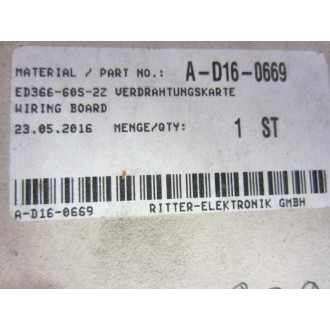 MATERIAL / PART NO.: A-D16-0669
ED366-60S-2Z VERDRAHTUNGSKARTE
WIRING BOARD
23.05.2016 MENGE/QTY: 1 ST
A-D16-0669 RITTER-ELEKTRONIK GMBH